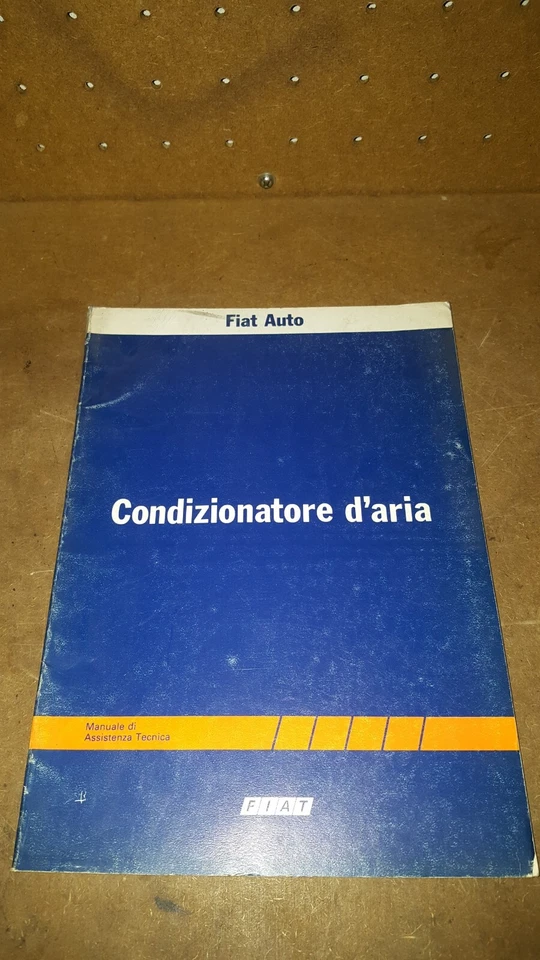 Fiat Auto
Condizionatore d'aria
Manuale di
Assistenza Tecnica
FIAT